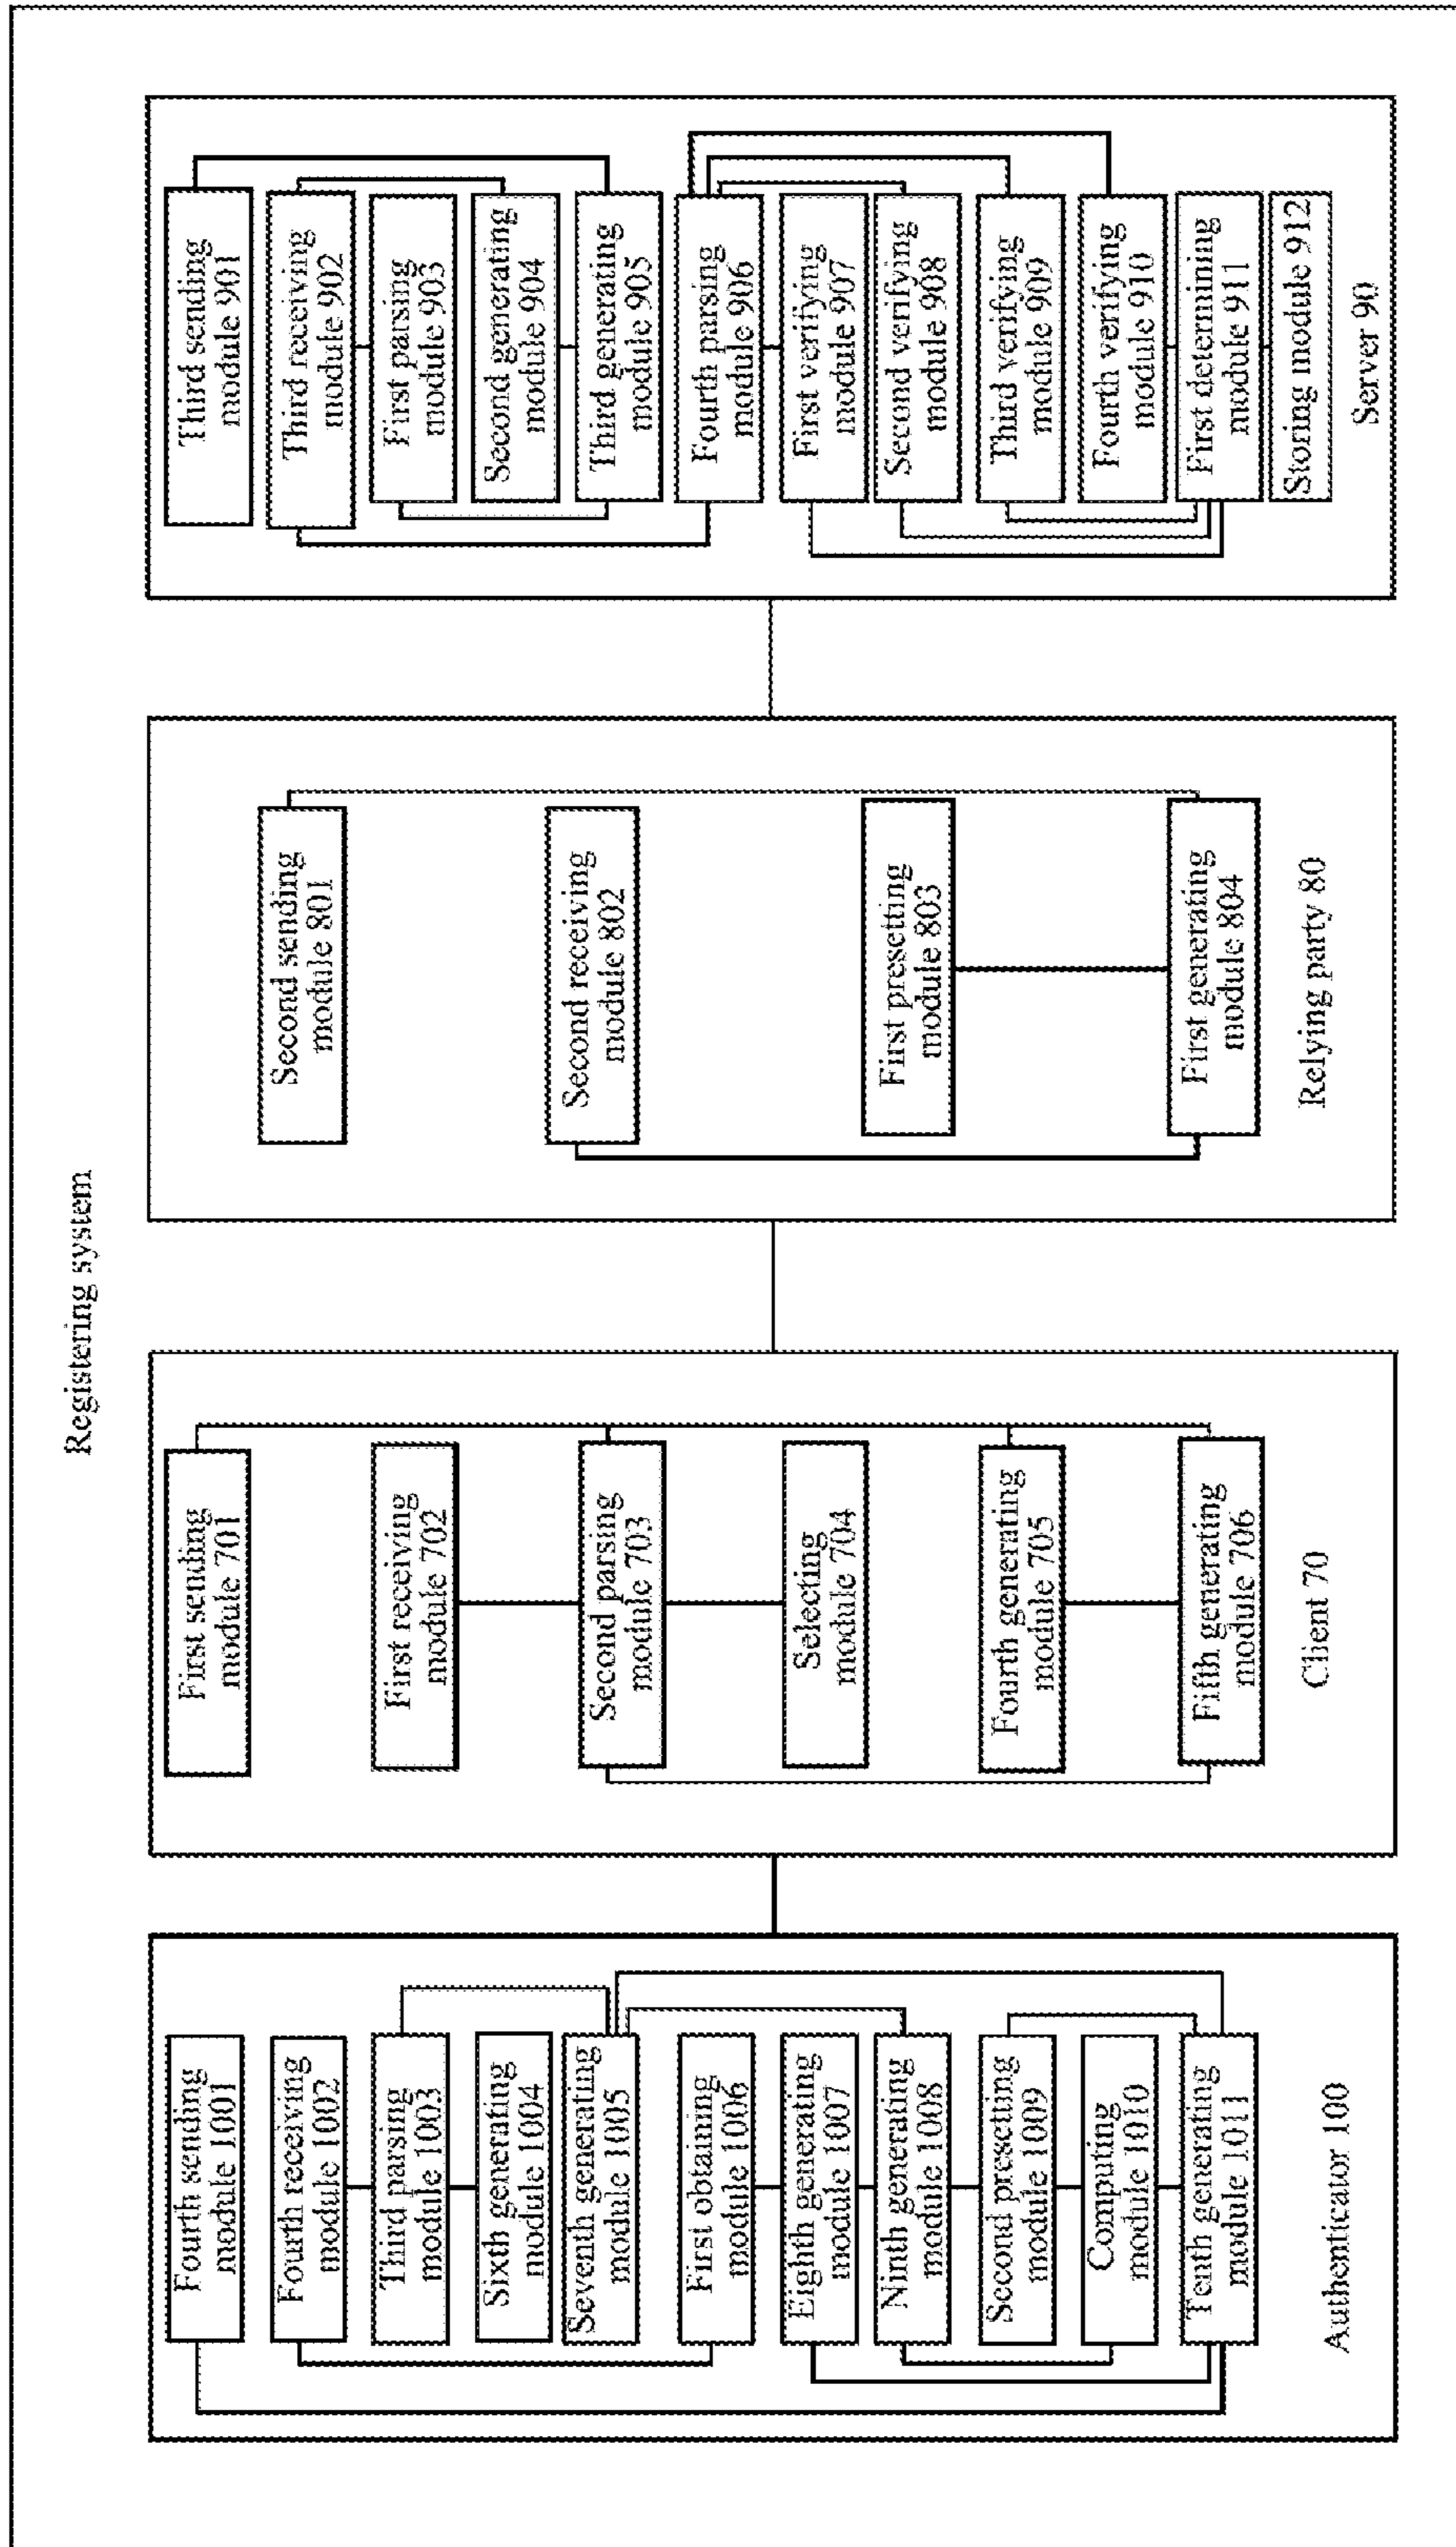 Registering system
Fourth sending
module 1001
Fourth receiving
module 1002
Third parsing
module 1003
Sixth generating
module 1004
Seventh generating
module 1005
First obtaining
module 1006
Eighth generating
module 1007
Ninth generating
module 1008
Second presetting
module 1009
Computing
module 1010
Tenth generating
module 1011
Authenticator 100
First sending
module 701
First receiving
module 702
Second parsing
module 703
Selecting
module 704
Fourth generating
module 705
Fifth generating
module 706
Client 70
Second sending
module 801
Second receiving
module 802
First presetting
module 803
First generating
module 804
Relying party 80
Third sending
module 901
Third receiving
module 902
First parsing
module 903
Second generating
module 904
Third generating
module 905
Fourth parsing
module 906
First verifying
module 907
Second verifying
module 908
Third verifying
module 909
Fourth verifying
module 910
First determining
module 911
Storing module 912
Server 90